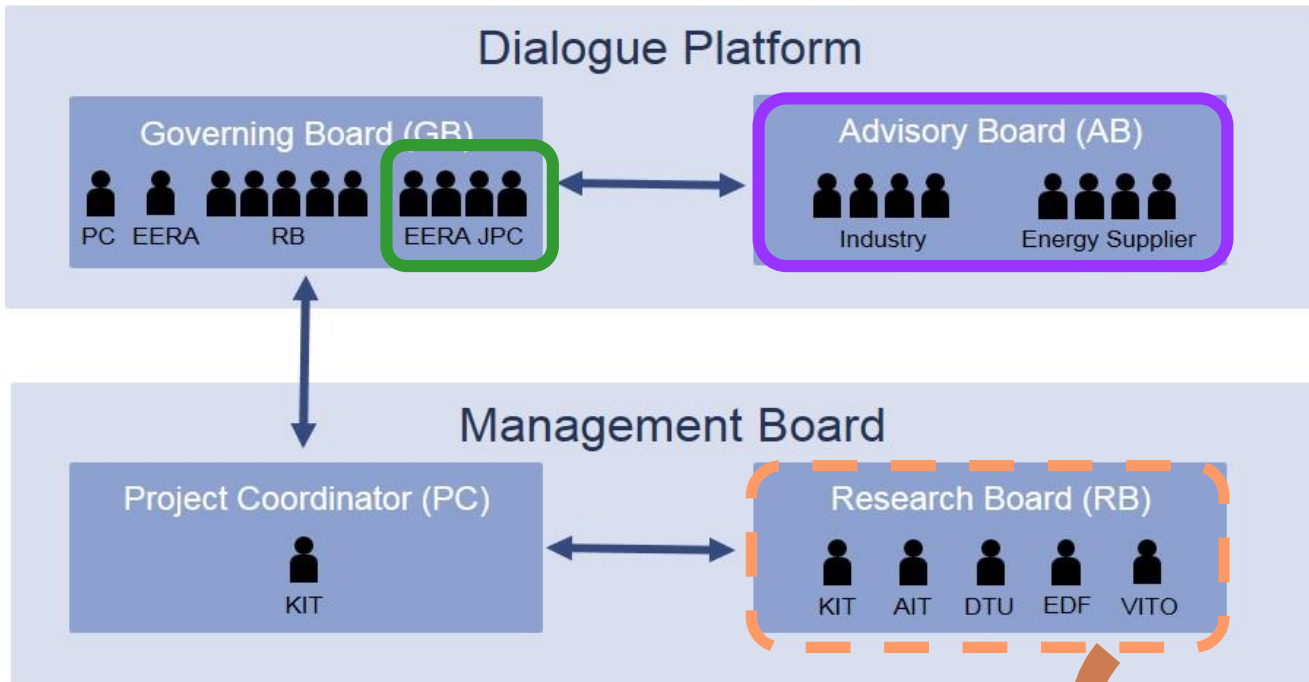 Dialogue Platform
Governing Board (GB)
PC EERA RB EERA JPC
Advisory Board (AB)
Industry Energy Supplier
Management Board
Project Coordinator (PC)
KIT
Research Board (RB)
KIT AIT DTU EDF VITO